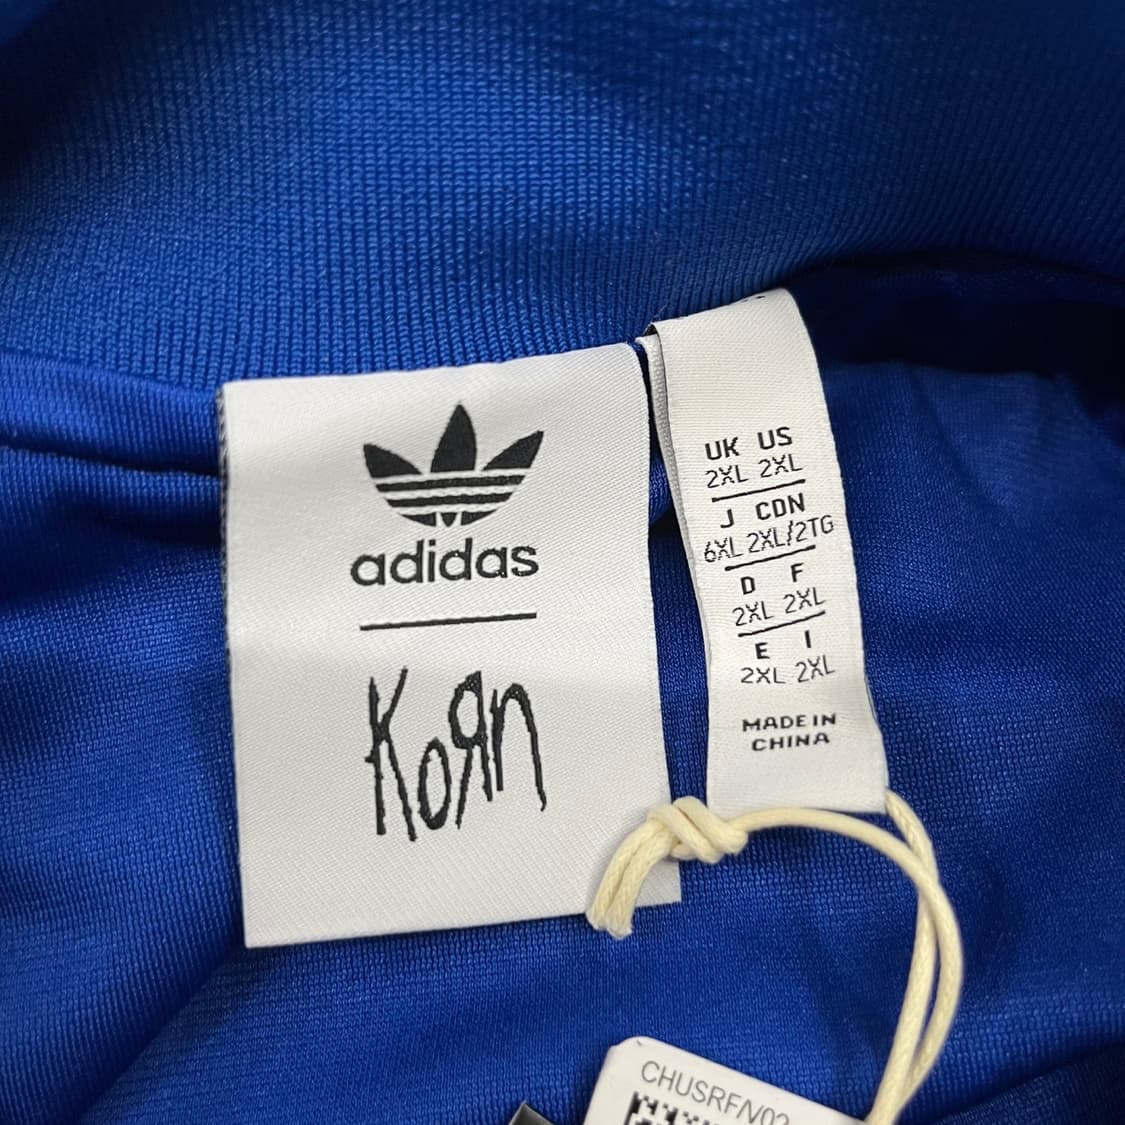 adidas
KoЯn
UK US
2XL 2XL
J CDN
6XL 2XL/2TG
D F
2XL 2XL
E I
2XL 2XL
MADE IN
CHINA